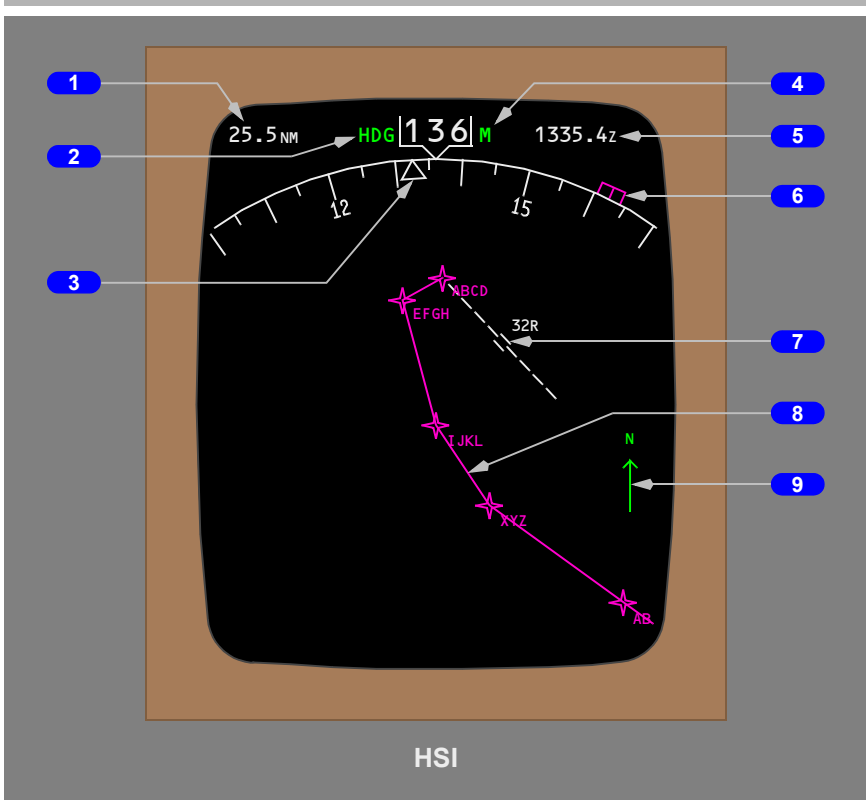 1
4
25.5NM
HDG 136 M
1335.4Z
5
2
6
12
15
3
ABCD
EFGH
32R
7
8
IJKL
N
9
XYZ
AB
HSI